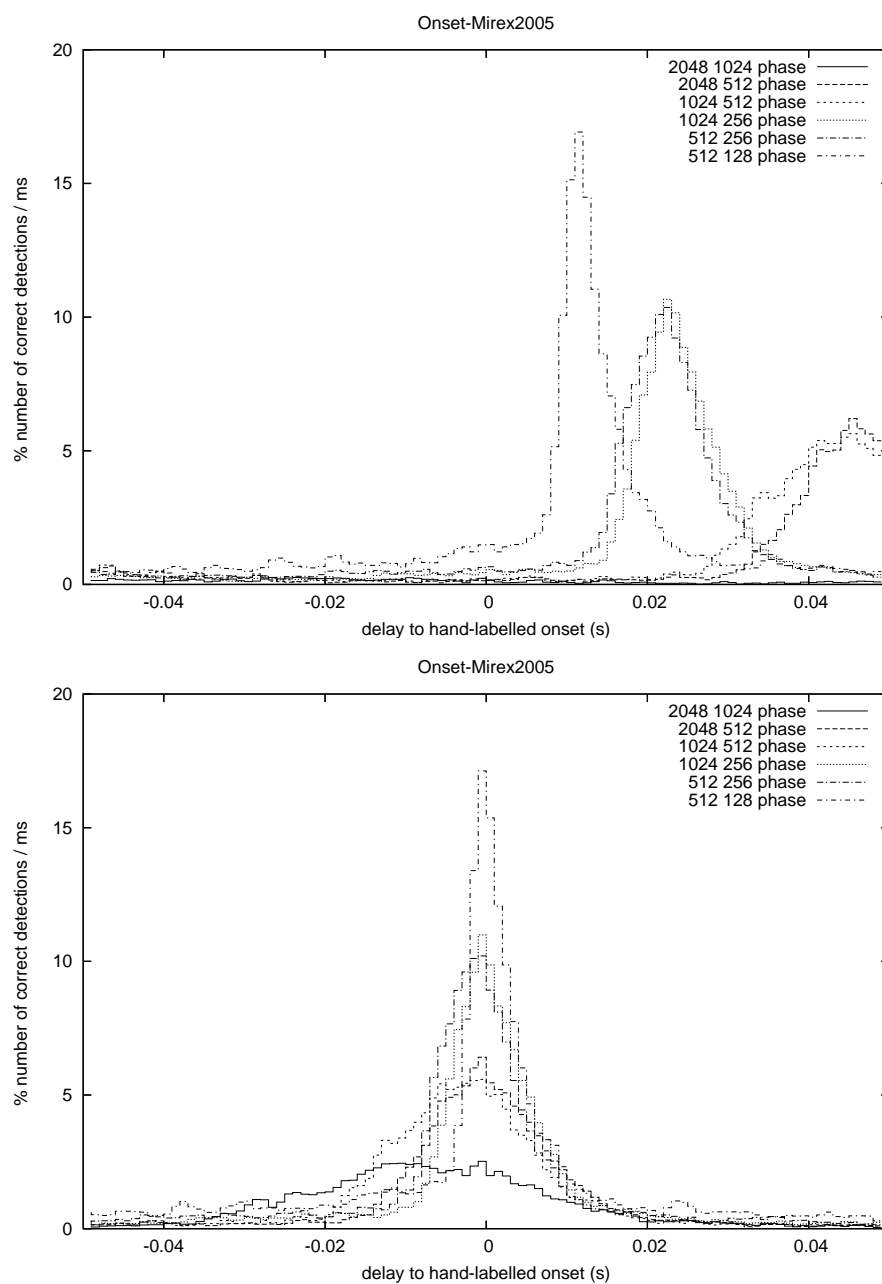 Onset-Mirex2005
20
15
10
5
0
% number of correct detections / ms
2048 1024 phase
2048 512 phase
1024 512 phase
1024 256 phase
512 256 phase
512 128 phase
-0.04 -0.02 0 0.02 0.04
delay to hand-labelled onset (s)
Onset-Mirex2005
20
15
10
5
0
% number of correct detections / ms
2048 1024 phase
2048 512 phase
1024 512 phase
1024 256 phase
512 256 phase
512 128 phase
-0.04 -0.02 0 0.02 0.04
delay to hand-labelled onset (s)